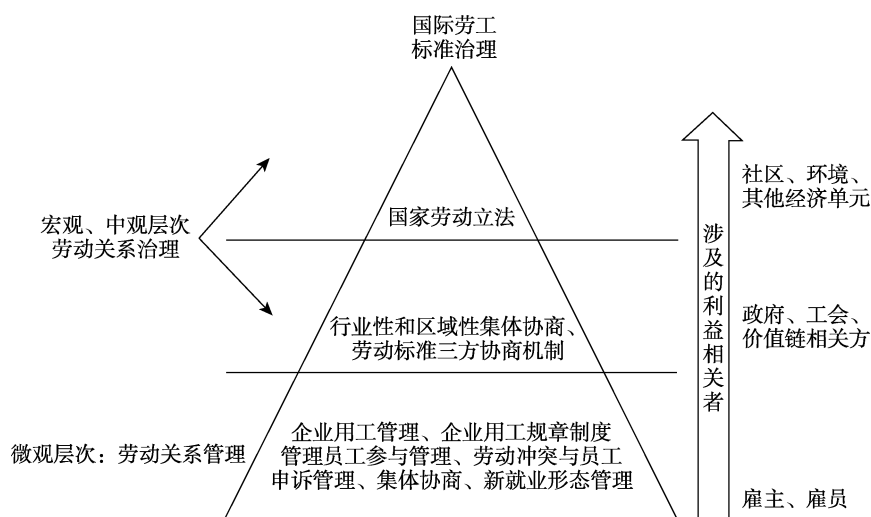 国际劳工
标准治理
社区、环境、
其他经济单元
宏观、中观层次
劳动关系治理
国家劳动立法
涉及的利益相关者
政府、工会、
价值链相关方
行业性和区域性集体协商、
劳动标准三方协商机制
微观层次：劳动关系管理
企业用工管理、企业用工规章制度
管理员工参与管理、劳动冲突与员工
申诉管理、集体协商、新就业形态管理
雇主、雇员